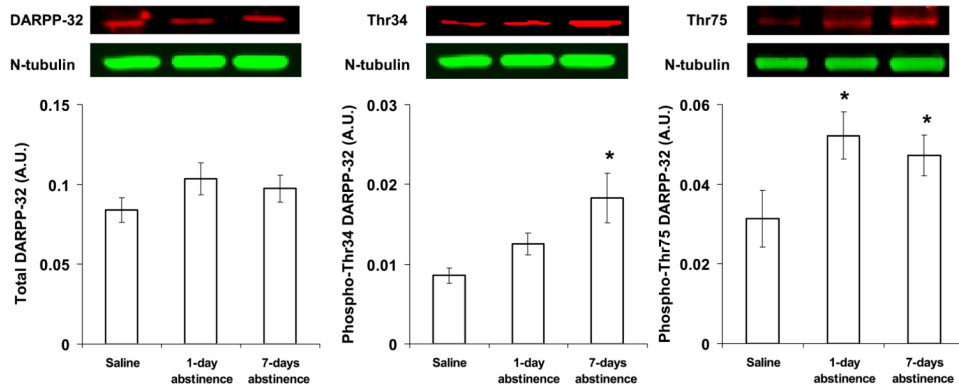 DARPP-32
N-tubulin
0.15
0.1
0.05
0
Total DARPP-32 (A.U.)
Saline
1-day
abstinence
7-days
abstinence
Thr34
N-tubulin
0.03
0.02
0.01
0
Phospho-Thr34 DARPP-32 (A.U.)
*
Saline
1-day
abstinence
7-days
abstinence
Thr75
N-tubulin
0.06
0.04
0.02
0.00
Phospho-Thr75 DARPP-32 (A.U.)
*
*
Saline
1-day
abstinence
7-days
abstinence